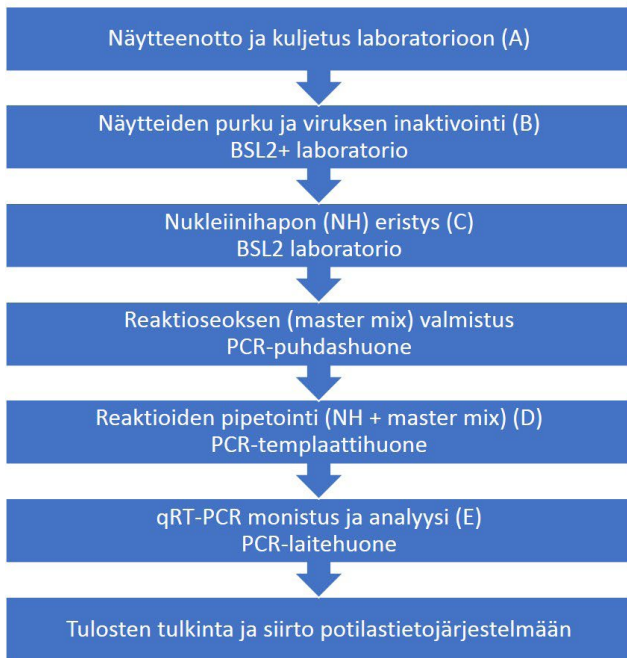 Näytteenotto ja kuljetus laboratorioon (A)
Näytteiden purku ja viruksen inaktivointi (B)
BSL2+ laboratorio
Nukleiinihapon (NH) eristys (C)
BSL2 laboratorio
Reaktioseoksen (master mix) valmistus
PCR-puhdashuone
Reaktioiden pipetointi (NH + master mix) (D)
PCR-templaattihuone
qRT-PCR monistus ja analyysi (E)
PCR-laitehuone
Tulosten tulkinta ja siirto potilastietojärjestelmään